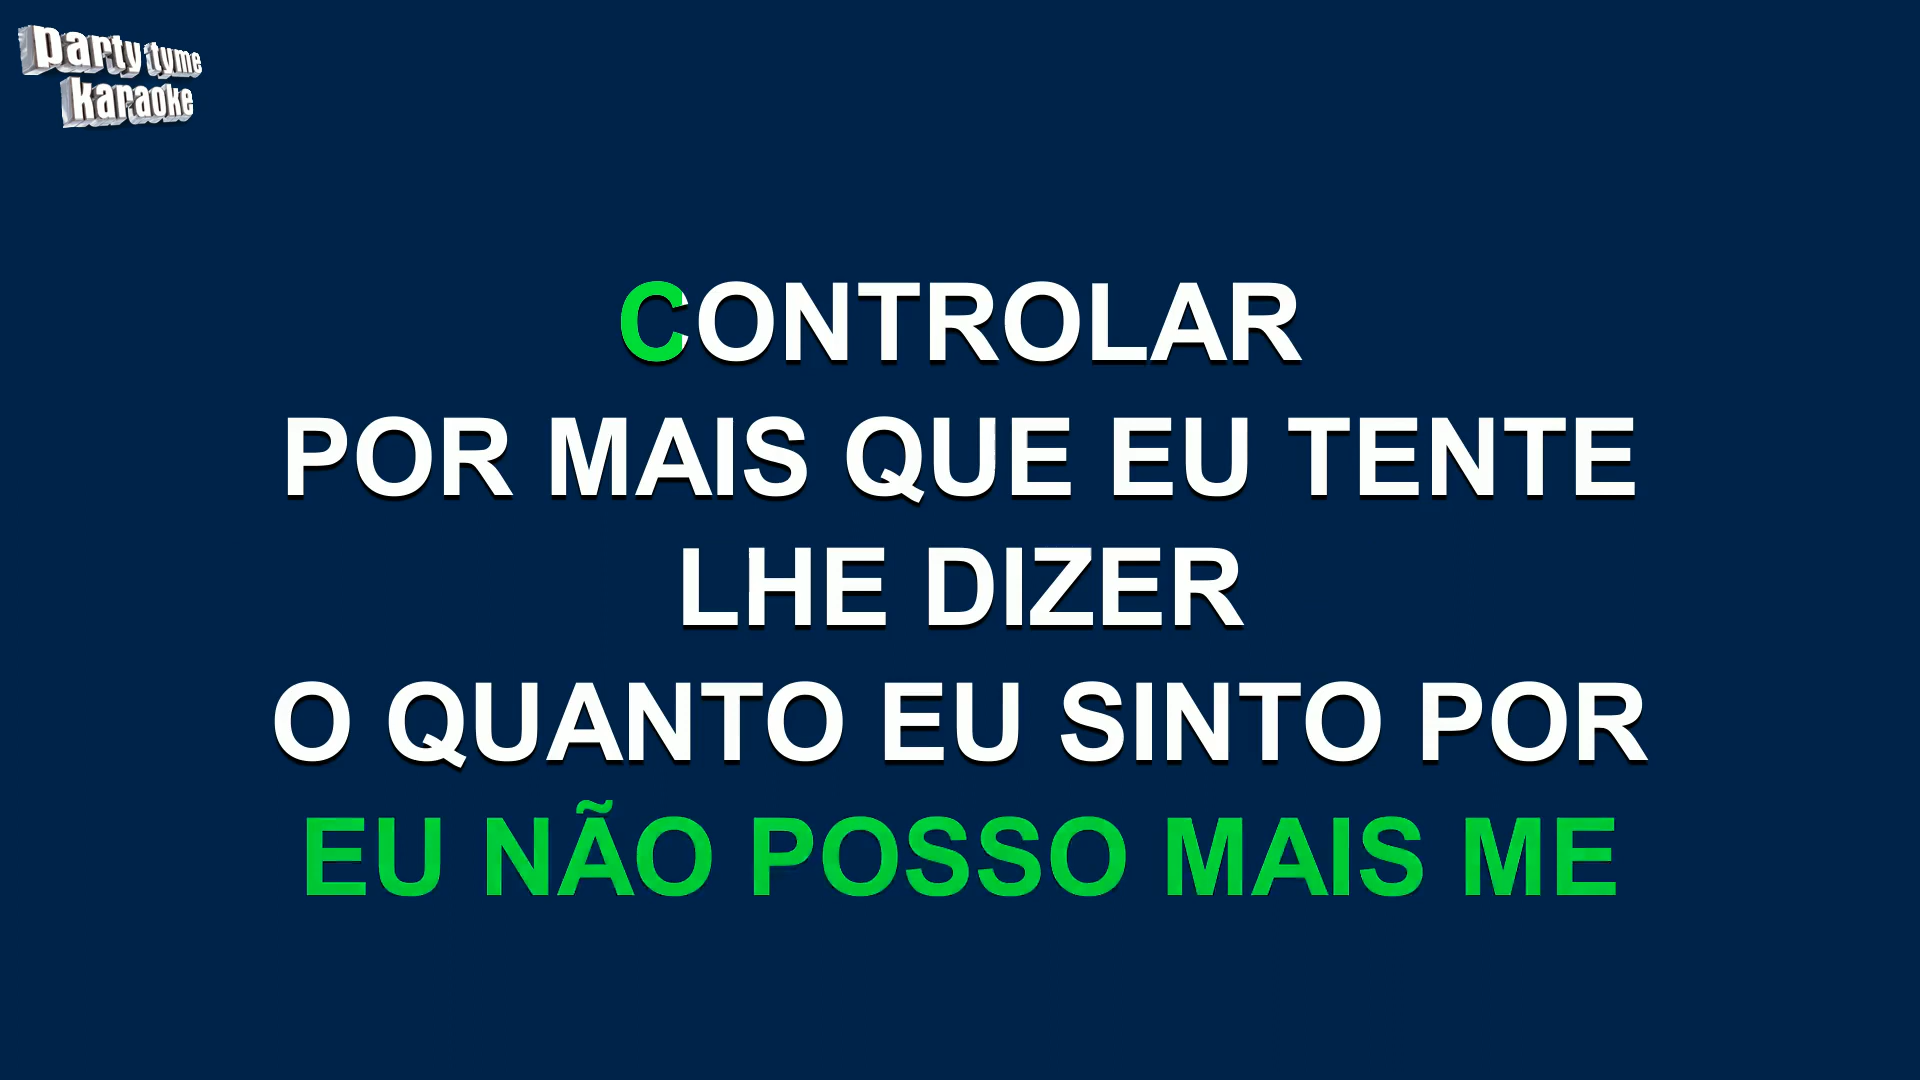 party tyme
karaoke
CONTROLAR
POR MAIS QUE EU TENTE
LHE DIZER
O QUANTO EU SINTO POR
EU NÃO POSSO MAIS ME